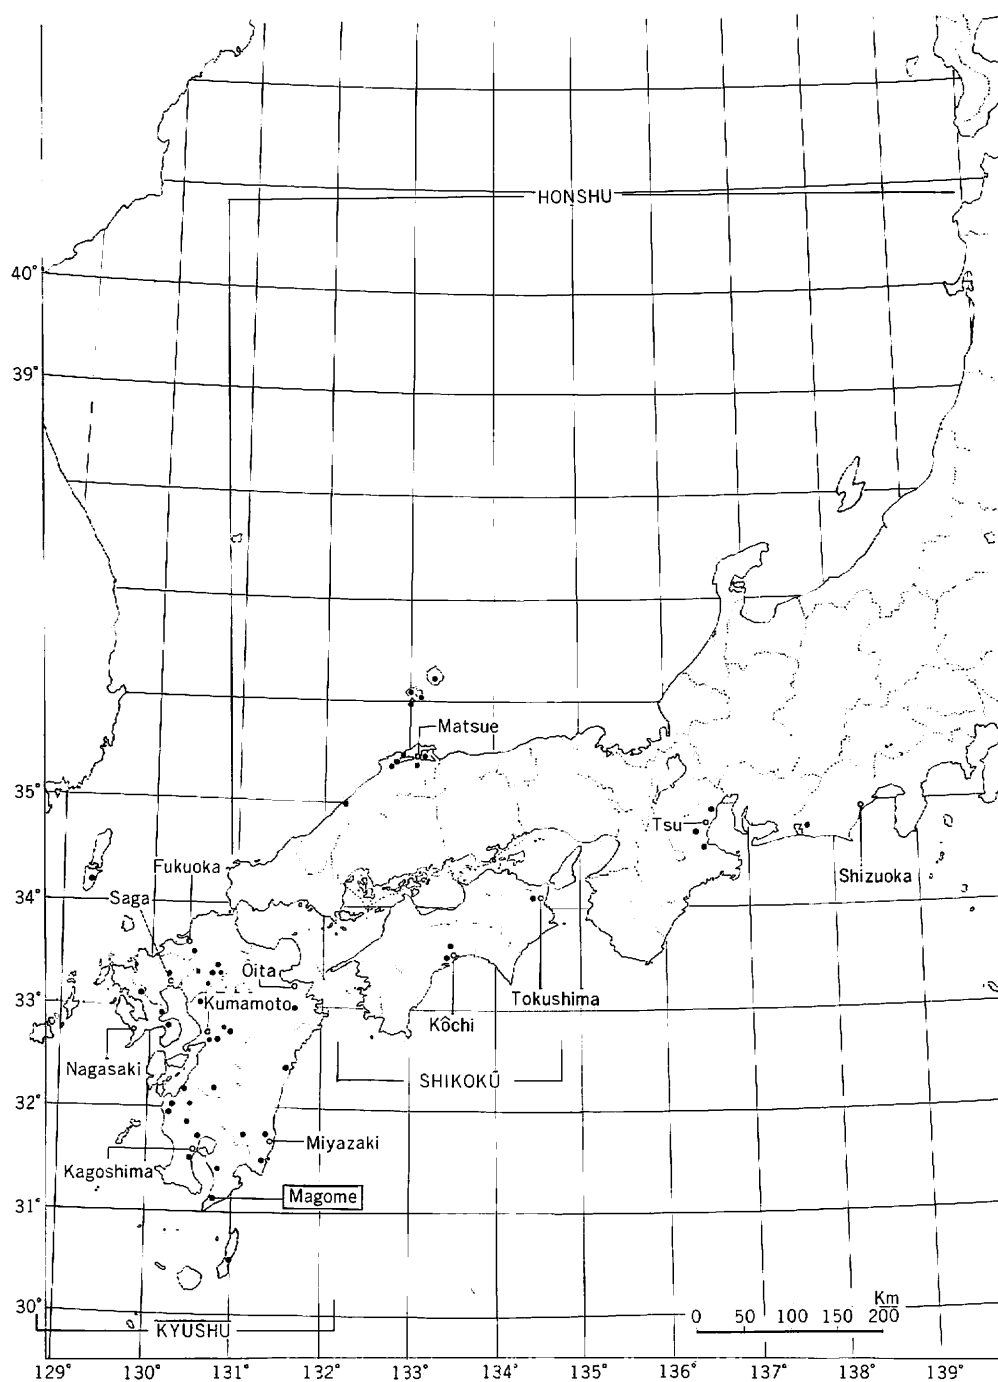 HONSHU
40°
39°
Matsue
35°
Tsu
Fukuoka
Shizuoka
34°
Saga
Oita
Tokushima
33°
Kumamoto
Kôchi
Nagasaki
SHIKOKU
32°
Miyazaki
Kagoshima
Magome
31°
Km
30°
0 50 100 150 200
KYUSHU
129° 130° 131° 132° 133° 134° 135° 136° 137° 138° 139°